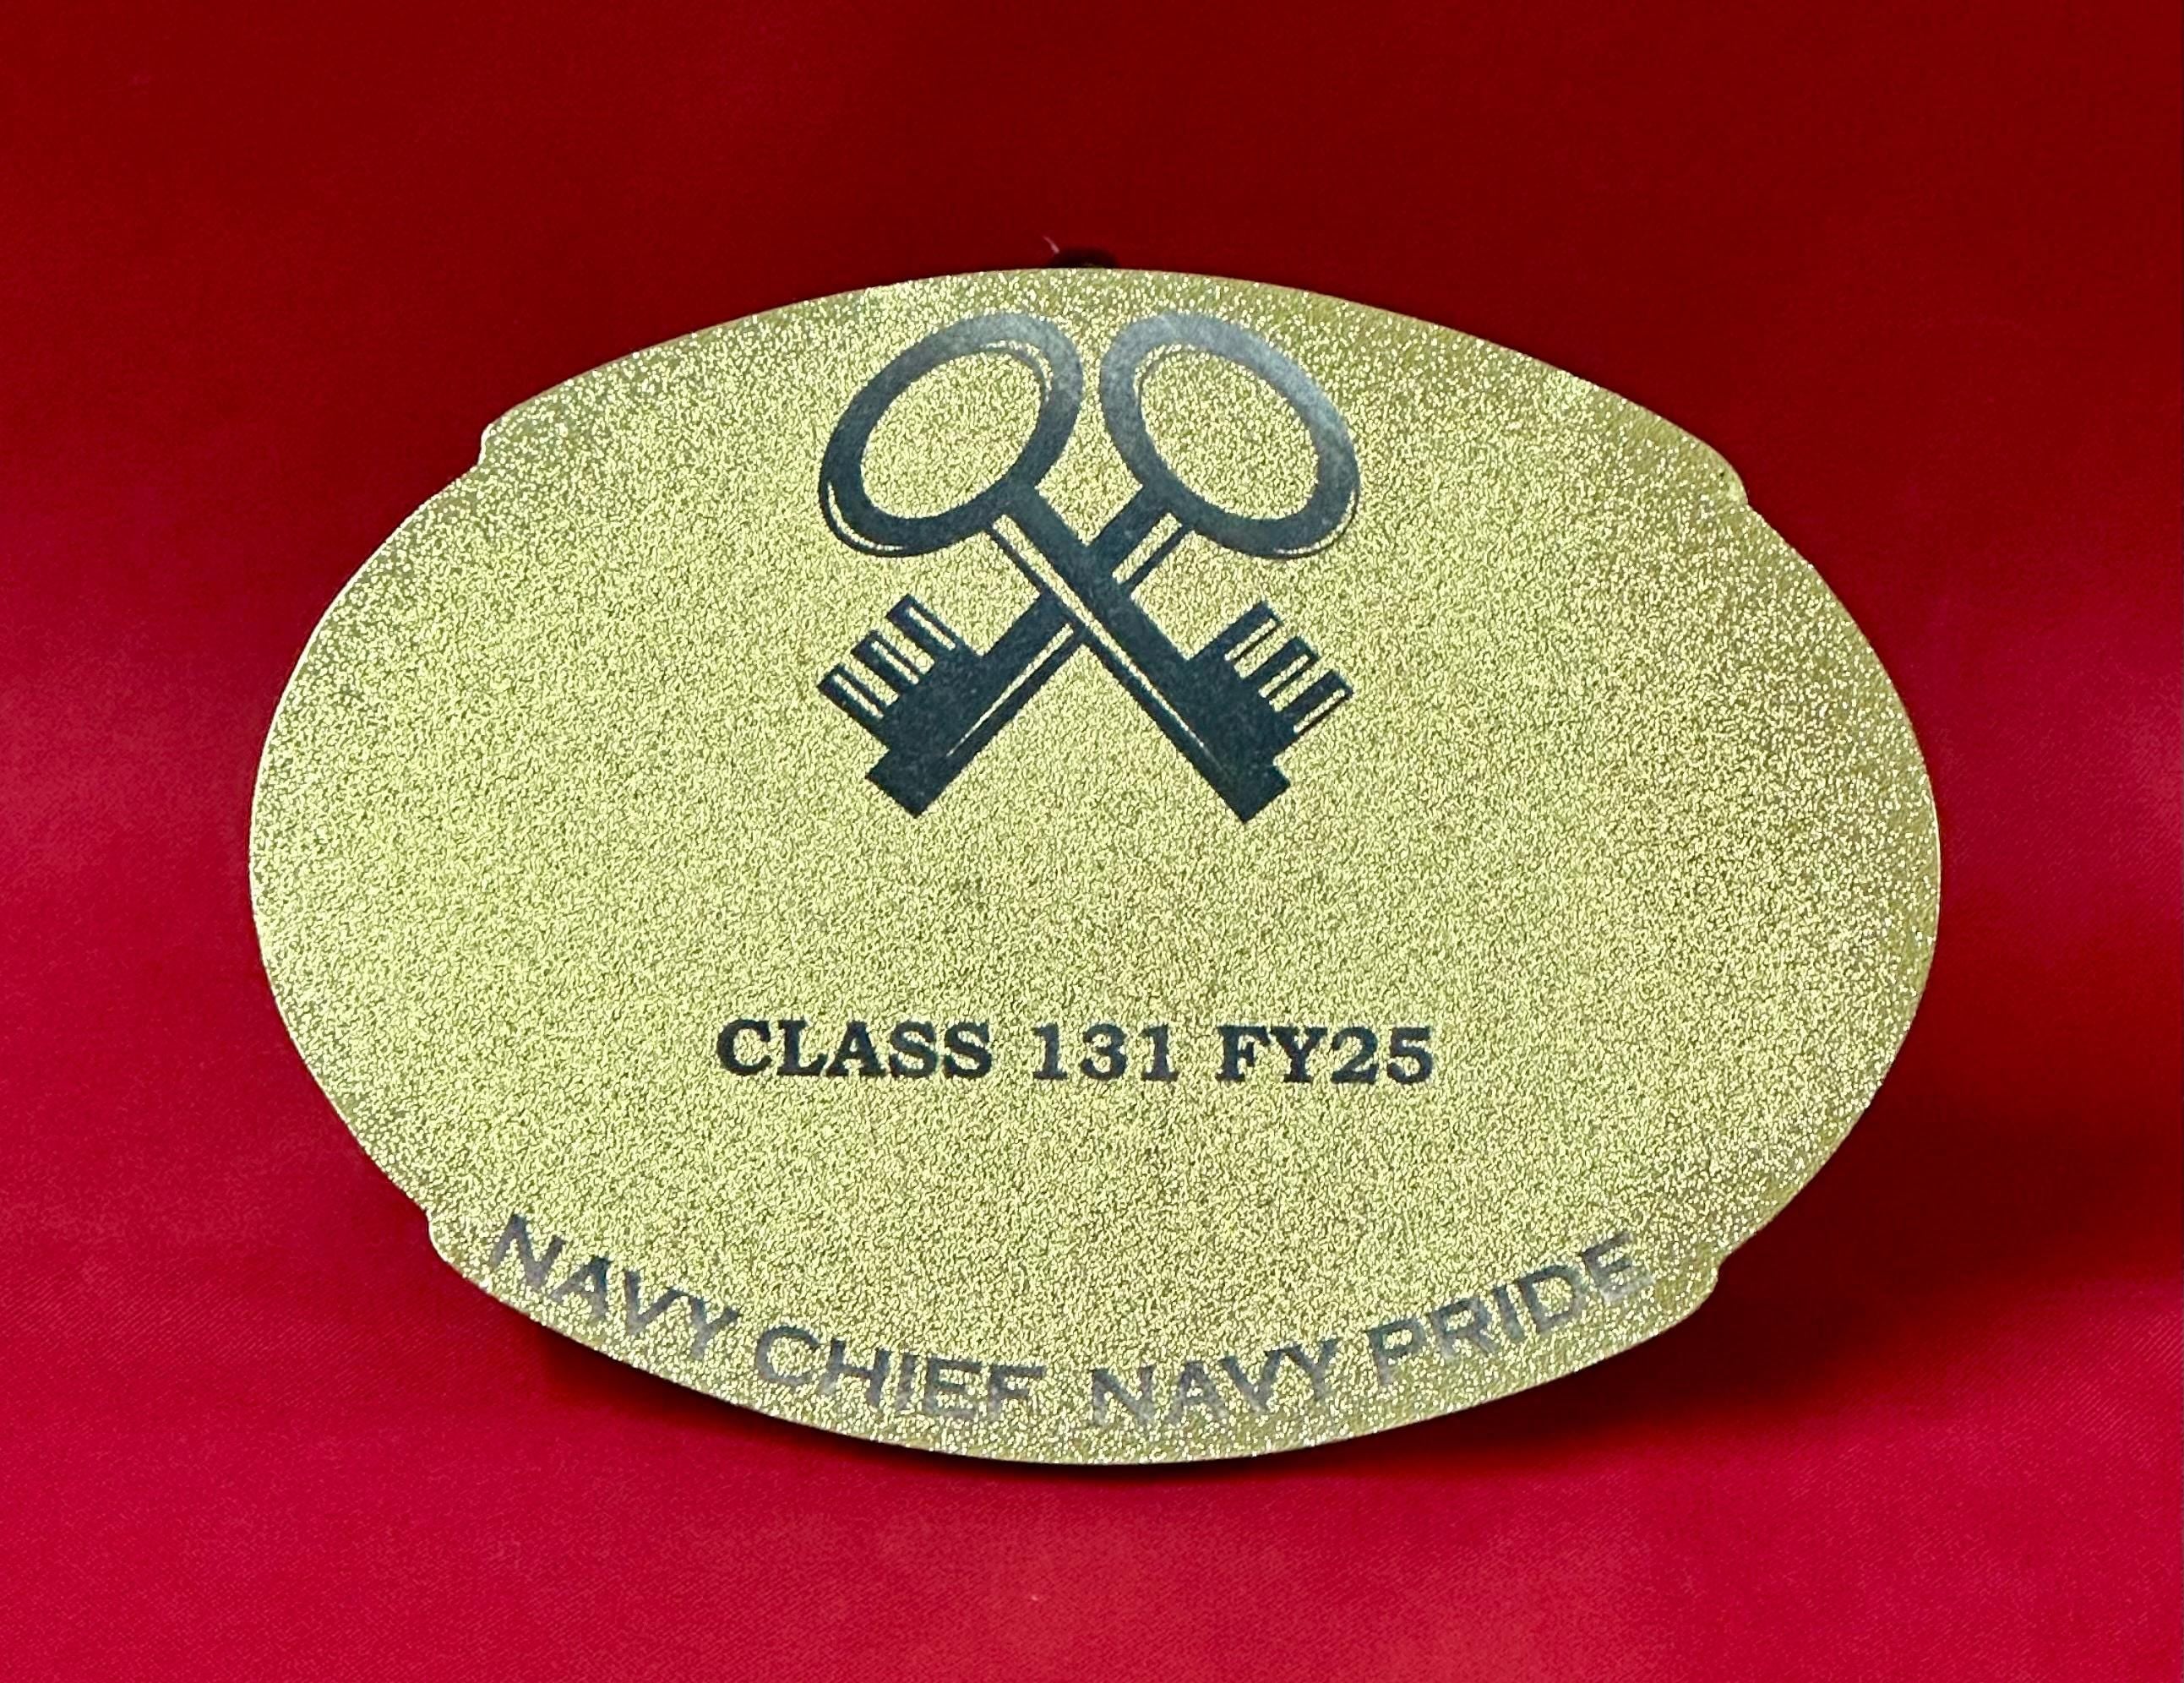 CLASS 131 FY25
NAVY CHIEF NAVY PRIDE